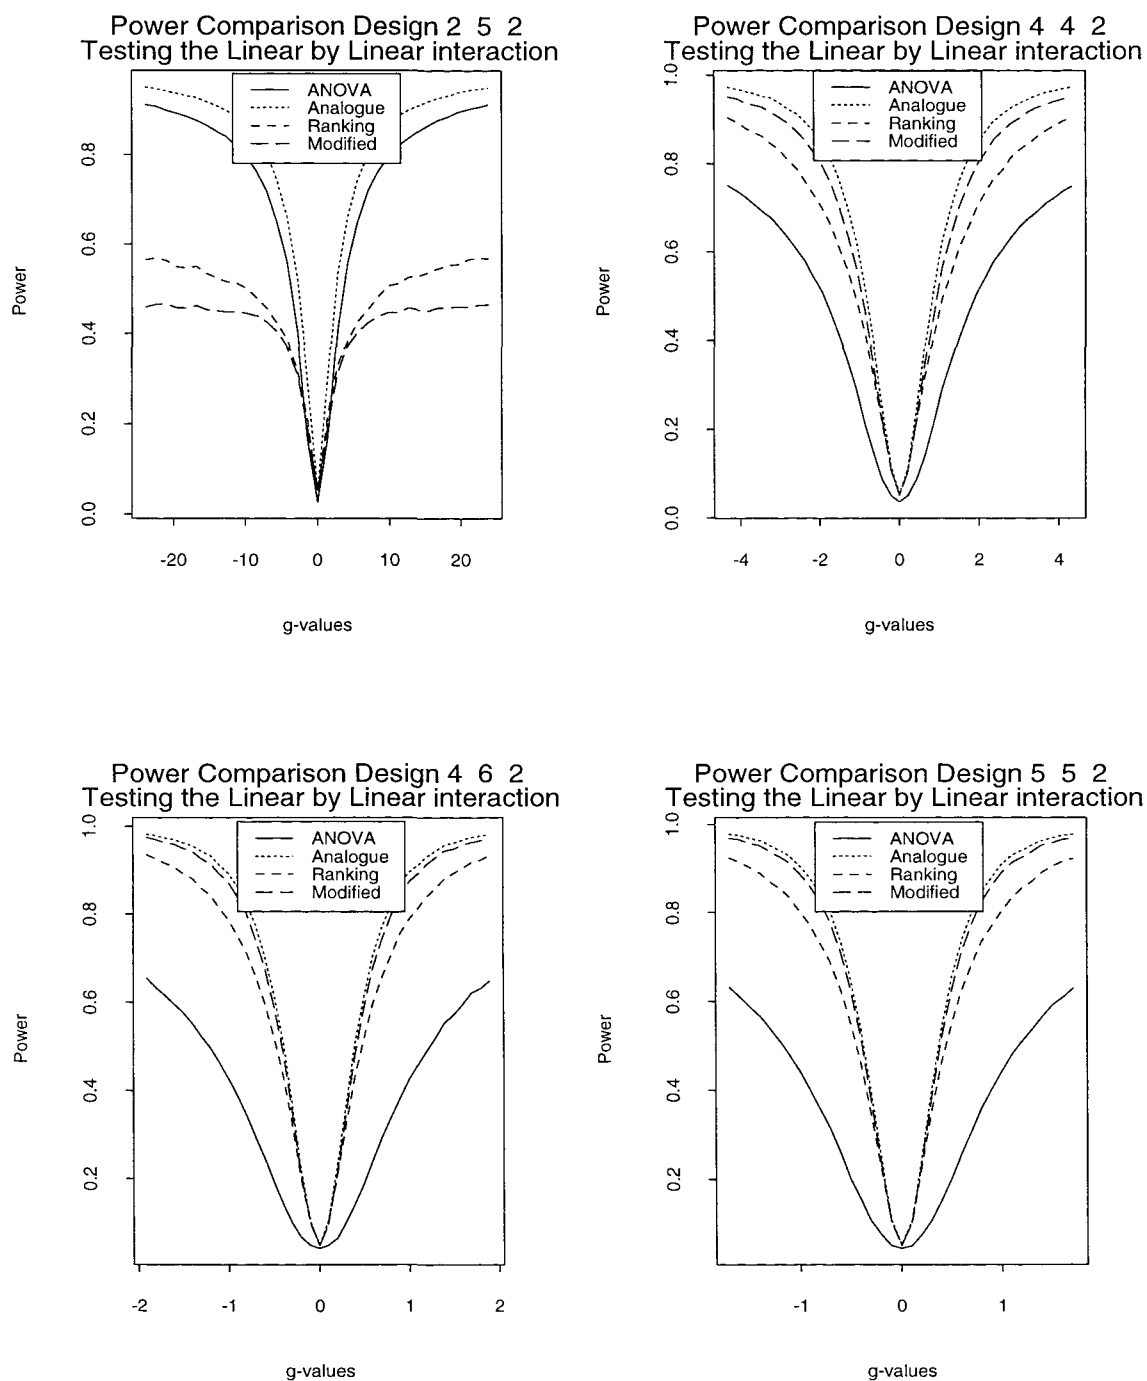 Power Comparison Design 2 5 2
Testing the Linear by Linear interaction
ANOVA
Analogue
Ranking
Modified
Power
0.8
0.6
0.4
0.2
0.0
-20 -10 0 10 20
g-values
Power Comparison Design 4 4 2
Testing the Linear by Linear interaction
ANOVA
Analogue
Ranking
Modified
Power
1.0
0.8
0.6
0.4
0.2
0.0
-4 -2 0 2 4
g-values
Power Comparison Design 4 6 2
Testing the Linear by Linear interaction
ANOVA
Analogue
Ranking
Modified
Power
1.0
0.8
0.6
0.4
0.2
-2 -1 0 1 2
g-values
Power Comparison Design 5 5 2
Testing the Linear by Linear interaction
ANOVA
Analogue
Ranking
Modified
Power
1.0
0.8
0.6
0.4
0.2
-1 0 1
g-values